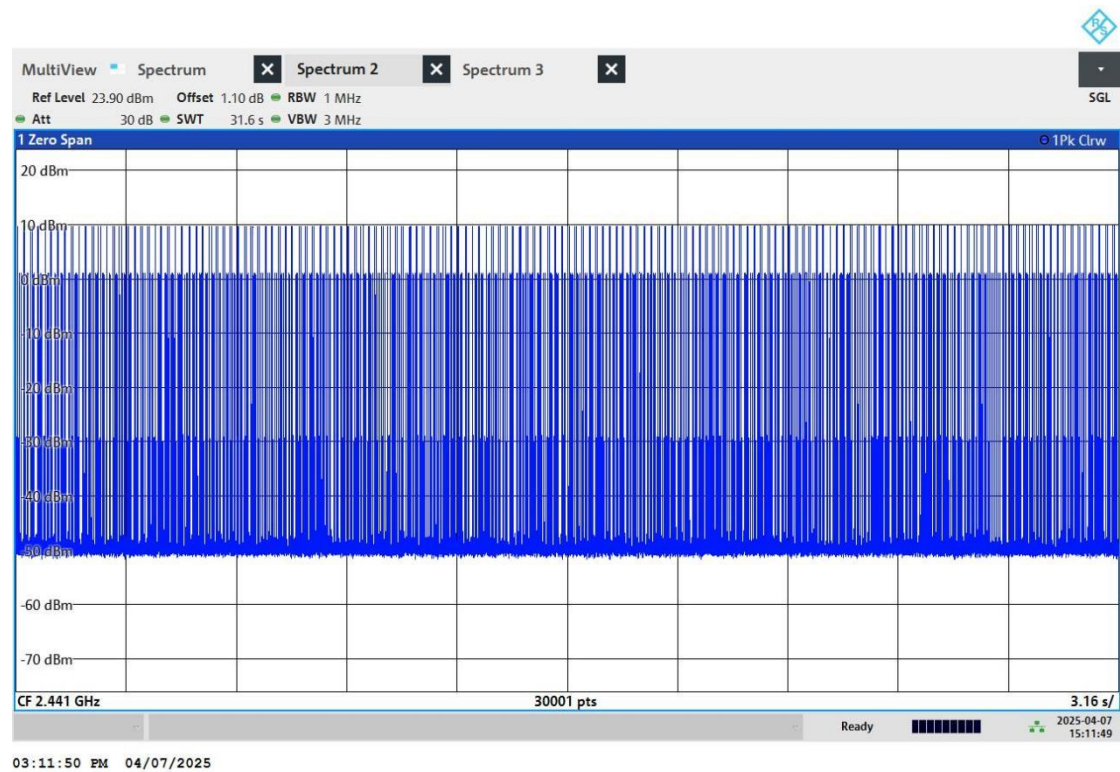 R S
MultiView Spectrum X Spectrum 2 X Spectrum 3 X
Ref Level 23.90 dBm Offset 1.10 dB RBW 1 MHz SGL
Att 30 dB SWT 31.6 s VBW 3 MHz
1 Zero Span 1Pk Clrw
20 dBm
10 dBm
0 dBm
-10 dBm
-20 dBm
-30 dBm
-40 dBm
-50 dBm
-60 dBm
-70 dBm
CF 2.441 GHz 30001 pts 3.16 s/
Ready 2025-04-07
15:11:49
03:11:50 PM 04/07/2025